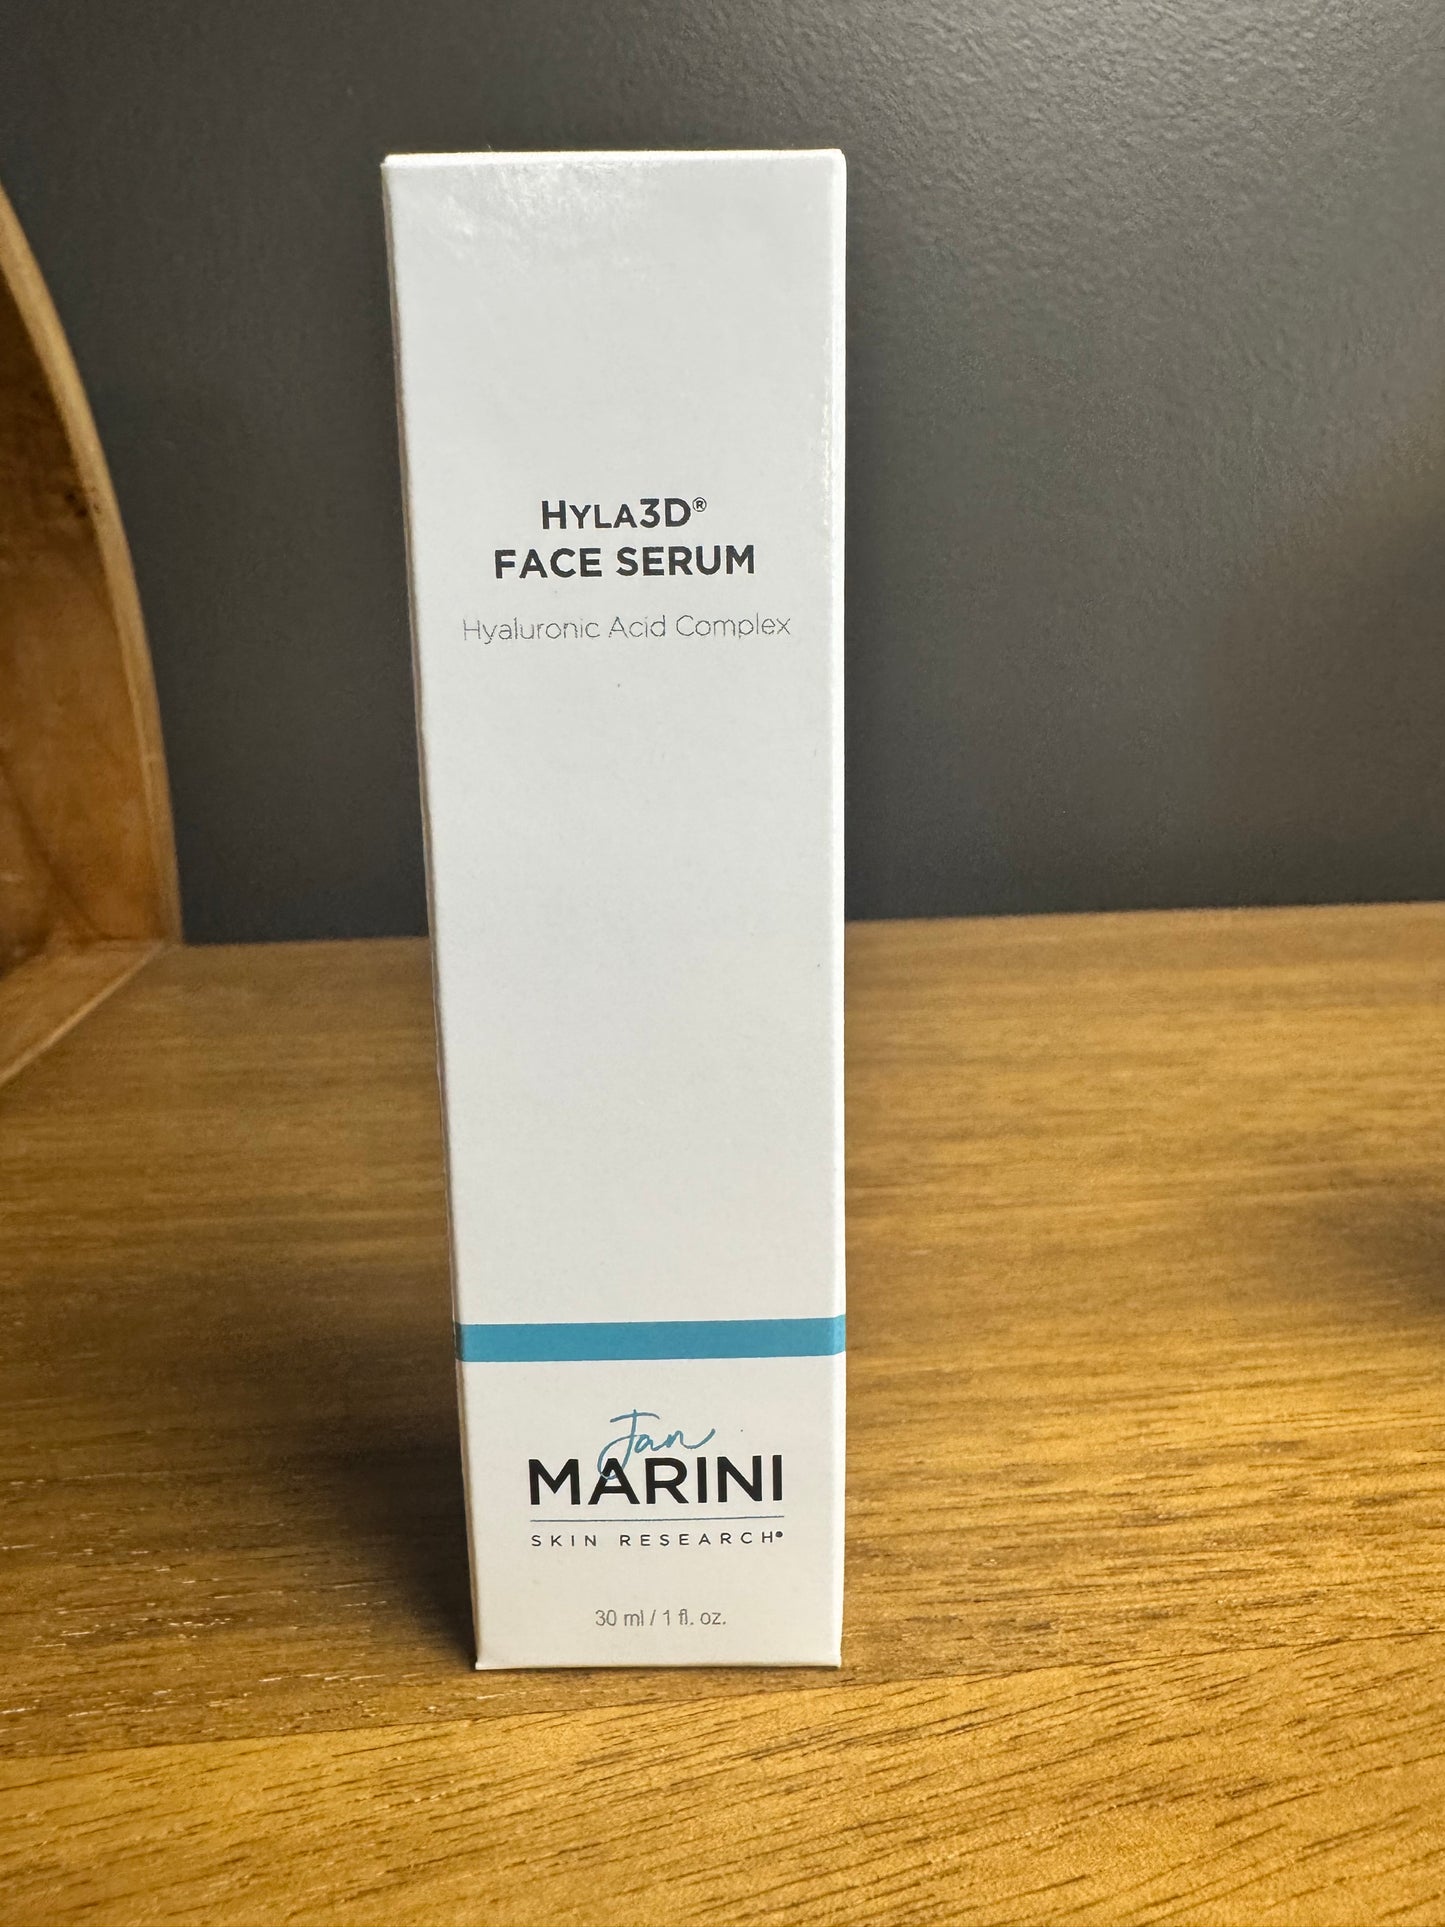 HYLA3D®
FACE SERUM
Hyaluronic Acid Complex
Jan
MARINI
SKIN RESEARCH®
30 ml / 1 fl. oz.